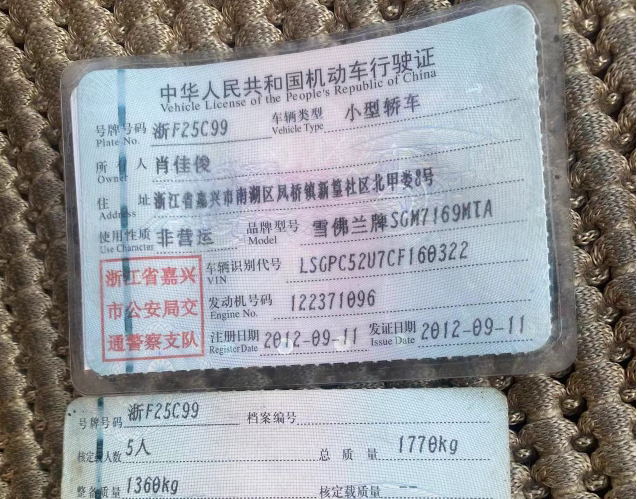 中华人民共和国机动车行驶证
Vehicle License of the People's Republic of China
号牌号码 浙F25C99 车辆类型 小型轿车
Plate No. Vehicle Type
所有人 肖佳俊
Owner
住址 浙江省嘉兴市南湖区凤桥镇新篁社区北甲娄8号
Address
使用性质 非营运 品牌型号 雪佛兰牌SGM7169MTA
Use Character Model
浙江省嘉兴
市公安局交
通警察支队
车辆识别代号 LSGPC52U7CF160322
VIN
发动机号码 122371096
Engine No.
注册日期 2012-09-11 发证日期 2012-09-11
Register Date Issue Date
号牌号码 浙F25C99 档案编号
核定载人数 5人 总质量 1770kg
整备质量 1360kg 核定载质量 --